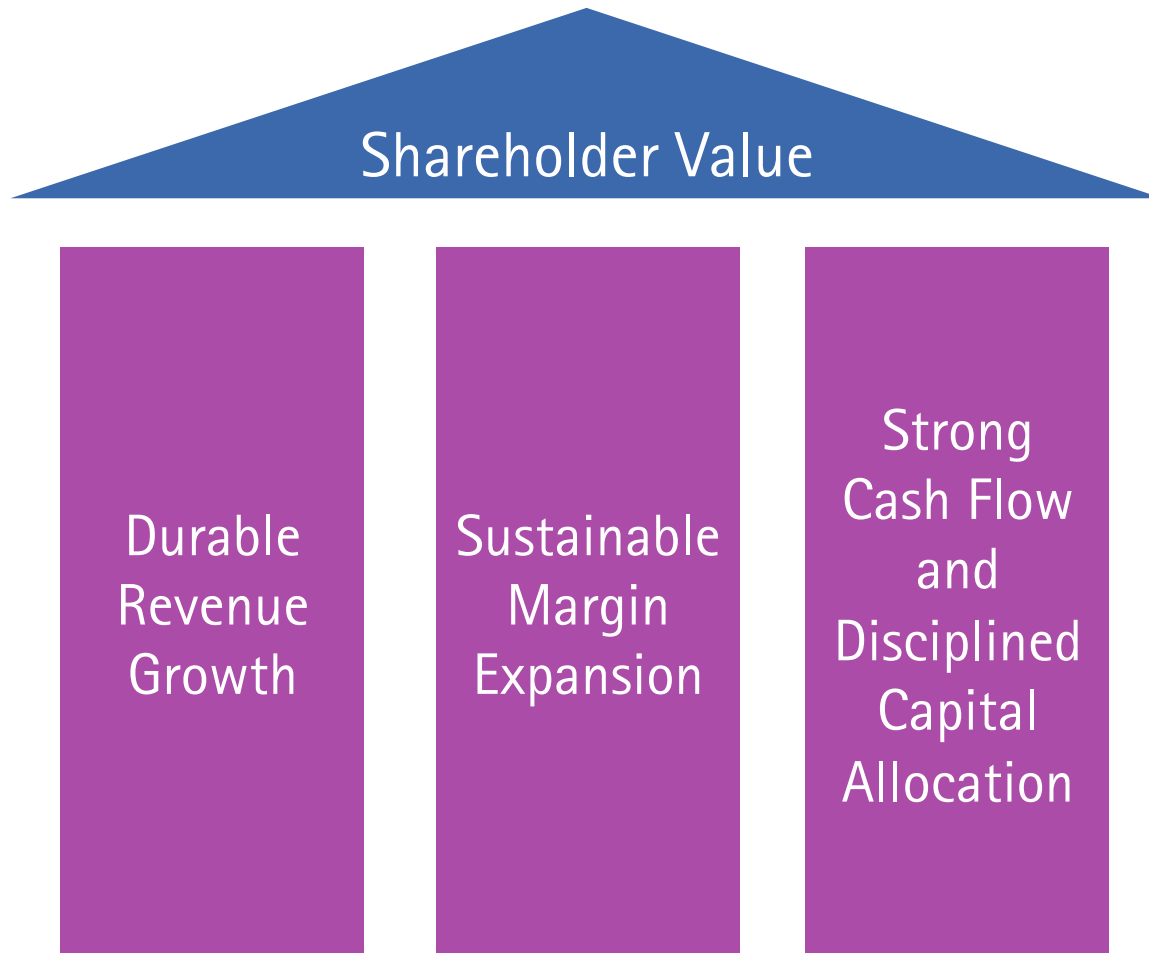 Shareholder Value
Durable
Revenue
Growth
Sustainable
Margin
Expansion
Strong
Cash Flow
and
Disciplined
Capital
Allocation